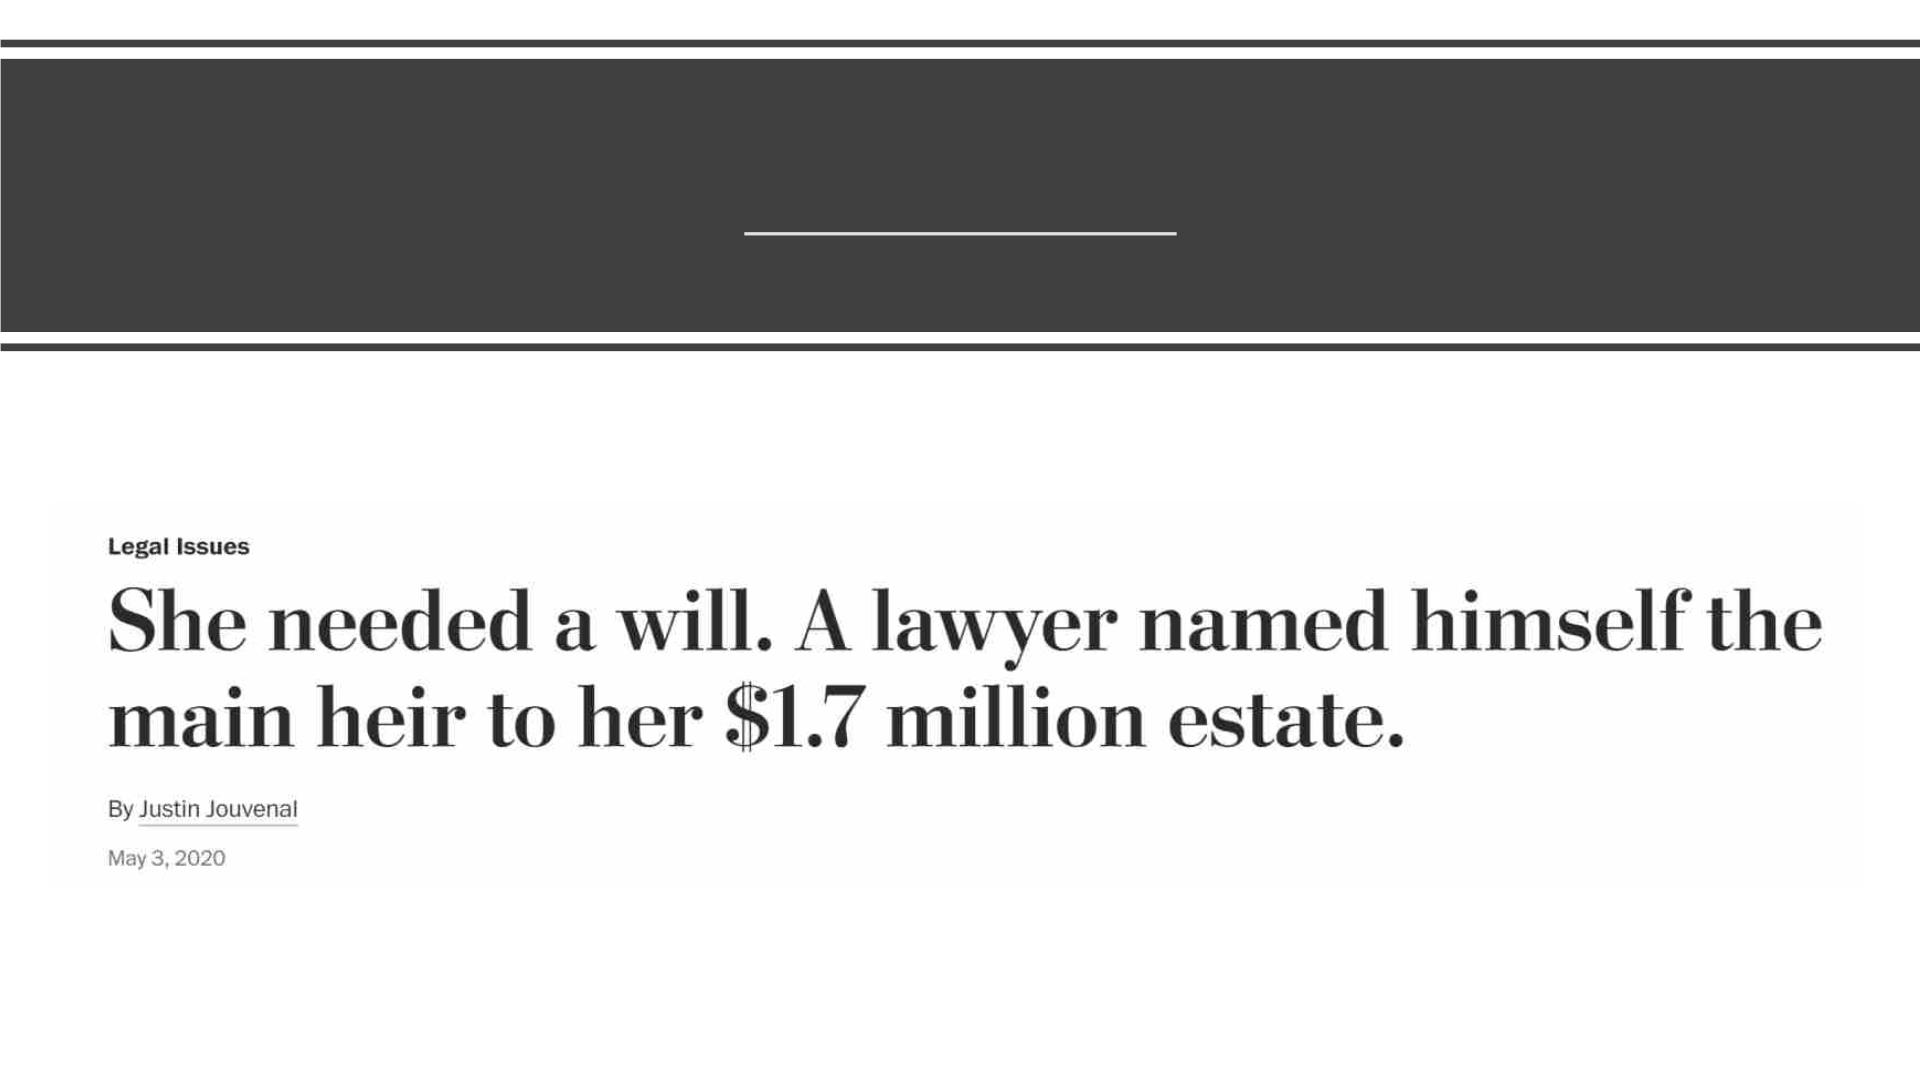 Legal Issues
She needed a will. A lawyer named himself the
main heir to her $1.7 million estate.
By Justin Jouvenal
May 3, 2020